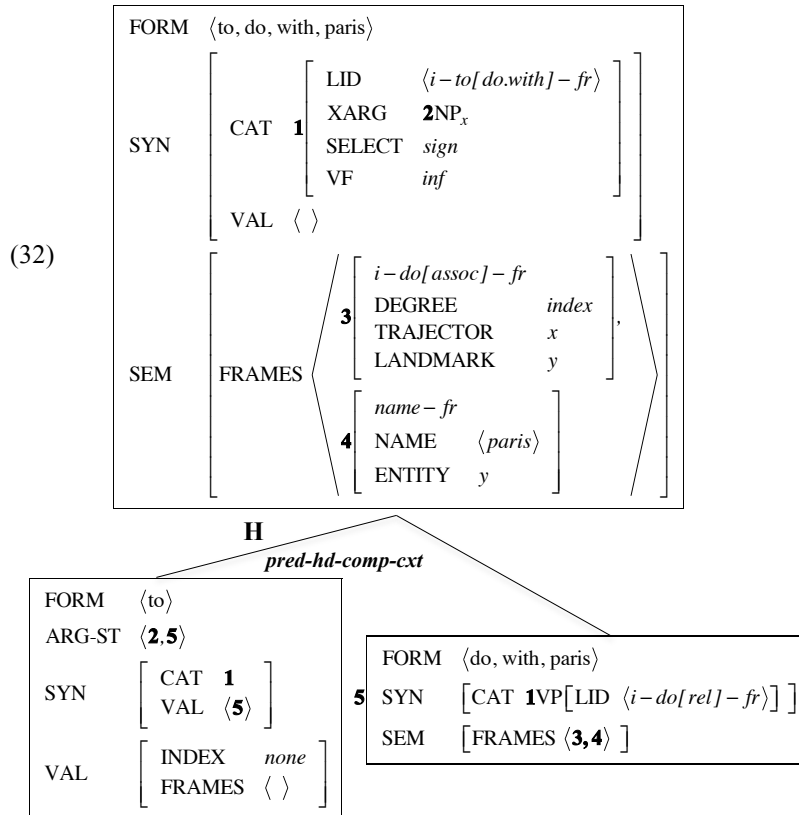 FORM ⟨to, do, with, paris⟩
LID ⟨i−to[do.with]−fr⟩
XARG 2NPx
SYN CAT 1 SELECT sign
VF inf
VAL ⟨ ⟩
(32)
i−do[assoc]−fr
DEGREE index
3 TRAJECTOR x ,
LANDMARK y
SEM FRAMES
name−fr
4 NAME ⟨paris⟩
ENTITY y
H
pred-hd-comp-cxt
FORM ⟨to⟩
ARG-ST ⟨2,5⟩
SYN CAT 1
VAL ⟨5⟩
VAL INDEX none
FRAMES ⟨ ⟩
FORM ⟨do, with, paris⟩
5 SYN [CAT 1VP[LID ⟨i−do[rel]−fr⟩] ]
SEM [FRAMES ⟨3,4⟩ ]